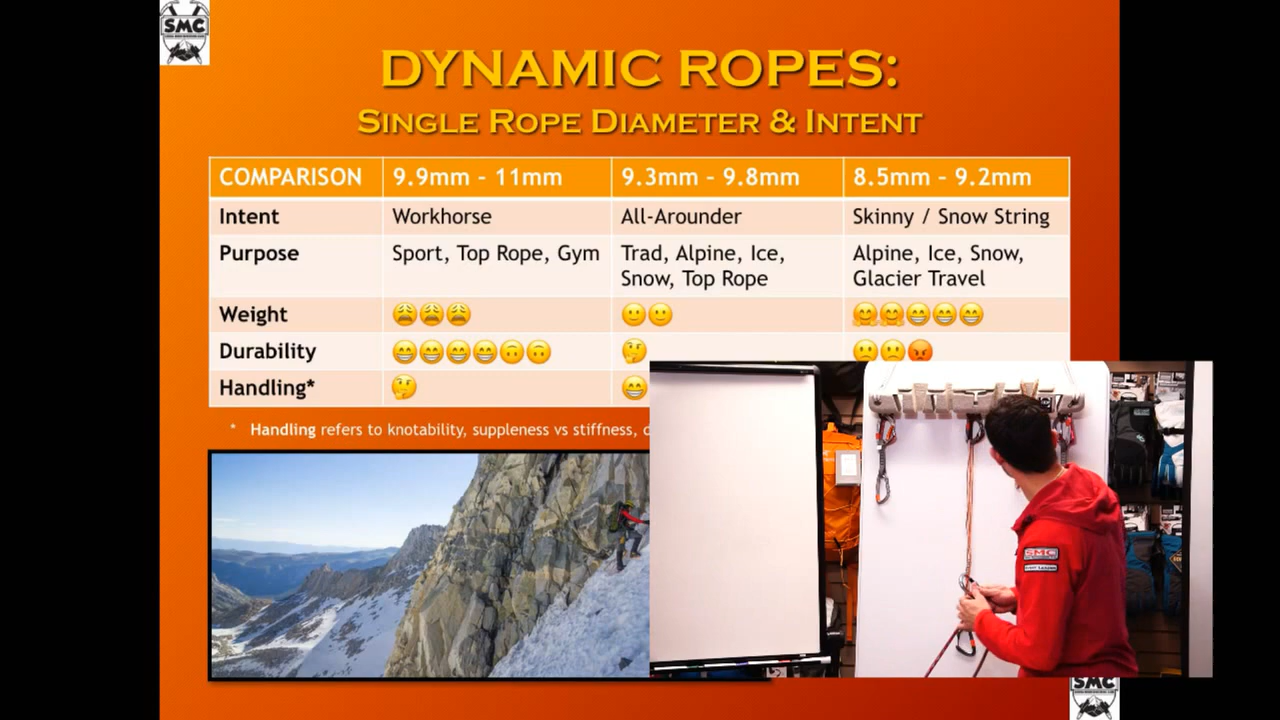 SMC
DYNAMIC ROPES:
SINGLE ROPE DIAMETER & INTENT
COMPARISON 9.9mm - 11mm 9.3mm - 9.8mm 8.5mm - 9.2mm
Intent Workhorse All-Arounder Skinny / Snow String
Purpose Sport, Top Rope, Gym Trad, Alpine, Ice, Alpine, Ice, Snow,
Snow, Top Rope Glacier Travel
Weight 😩😩😩 🙂🙂 🤗🤗😁😁😁
Durability 😁😁😁😁🙃🙃 🤔 🙁🙁😡
Handling* 🤔 😁
* Handling refers to knotability, suppleness vs stiffness,
SMC
SMC